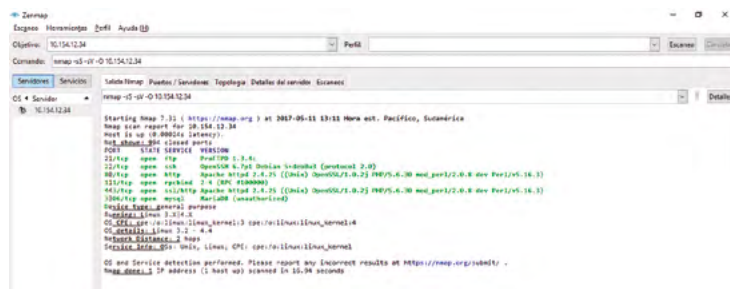 Zenmap
Escaneo Herramientas Perfil Ayuda (H)
Objetivo: 10.154.12.34 Perfil: Escaneo Cancelar
Comando: nmap -sS -sV -O 10.154.12.34
Servidores Servicios Salida Nmap Puertos / Servidores Topología Detalles del servidor Escaneos
OS Servidor nmap -sS -sV -O 10.154.12.34 Detalles
10.154.12.34
Starting Nmap 7.31 ( https://nmap.org ) at 2017-05-11 13:11 Hora est. Pacífico, Sudamérica
Nmap scan report for 10.154.12.34
Host is up latency).
Not shown: 994 closed ports
PORT STATE SERVICE VERSION
21/tcp open ftp ProFTPD
22/tcp open ssh OpenSSH 6.7p1 Debian 5+deb8u3 (protocol 2.0)
80/tcp open http Apache httpd 2.4.25 ((Unix) OpenSSL/1.0.2j PHP/5.6.30 mod_perl/2.0.8-dev Perl/v5.16.3)
111/tcp open rpcbind 2-4 (RPC #100000)
443/tcp open ssl/http Apache httpd 2.4.25 ((Unix) OpenSSL/1.0.2j PHP/5.6.30 mod_perl/2.0.8-dev Perl/v5.16.3)
3306/tcp open mysql MariaDB (unauthorized)
Device type: general purpose
Running: Linux 3.X|4.X
OS CPE: cpe:/o:linux:linux_kernel:3 cpe:/o:linux:linux_kernel:4
OS details: Linux 3.2 - 4.4
Network Distance: 2 hops
Service Info: OSs: Unix, Linux; CPE: cpe:/o:linux:linux_kernel
OS and Service detection performed. Please report any incorrect results at https://nmap.org/submit/ .
Nmap done: 1 IP address (1 host up) scanned in 16.94 seconds